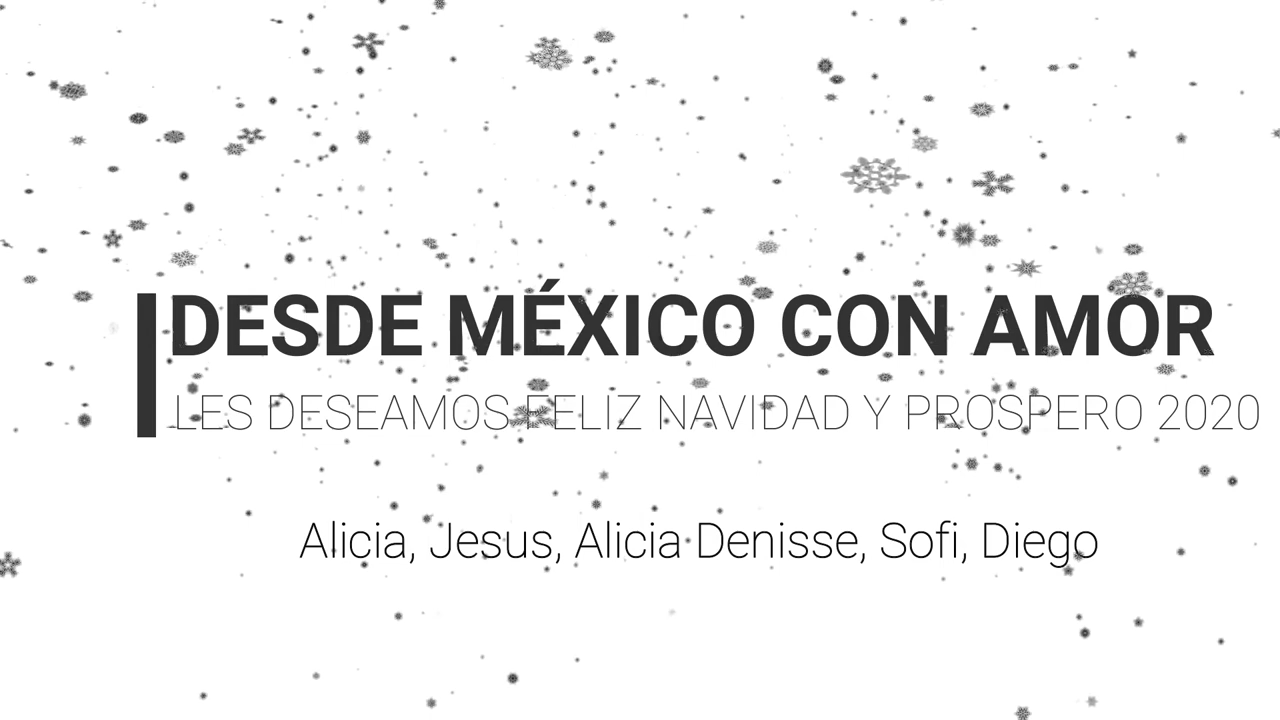 DESDE MÉXICO CON AMOR
LES DESEAMOS FELIZ NAVIDAD Y PROSPERO 2020
Alicia, Jesus, Alicia Denisse, Sofi, Diego